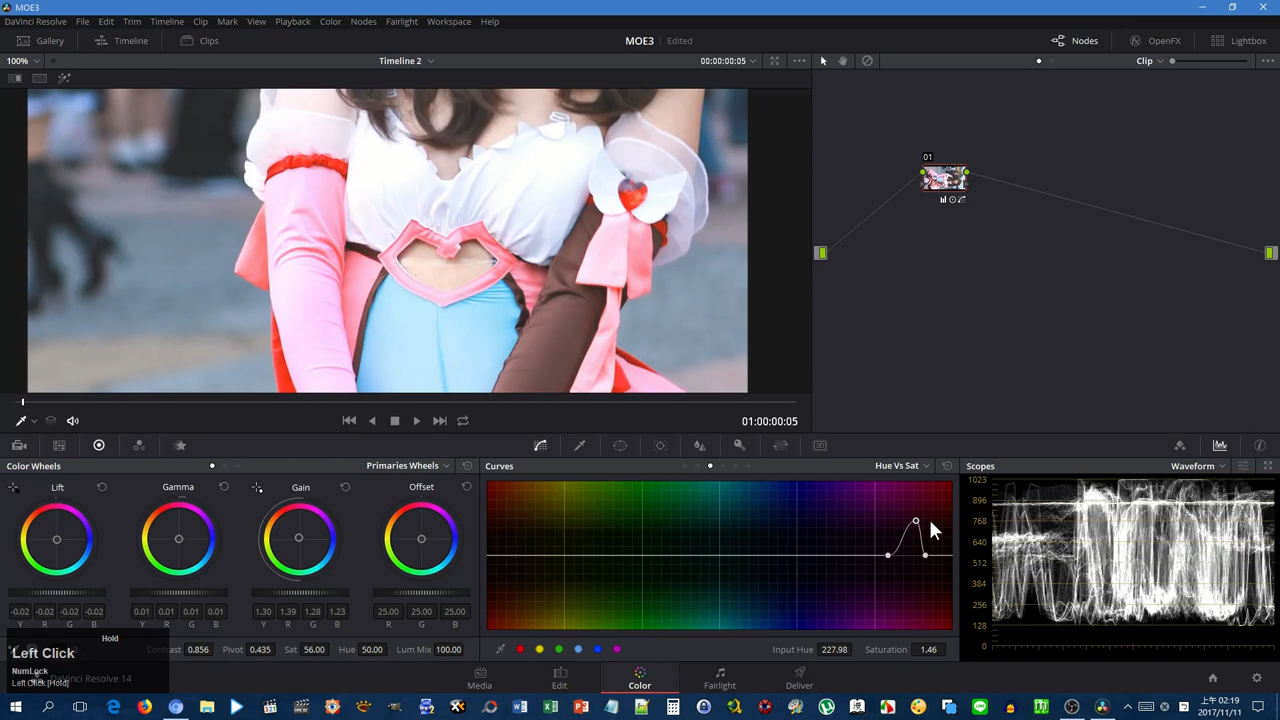 MOE3
DaVinci Resolve File Edit Trim Timeline Clip Mark View Playback Color Nodes Fairlight Workspace Help
Gallery Timeline Clips MOE3 Edited Nodes OpenFX Lightbox
100% Timeline 2 00:00:00:05 Clip
01
01:00:00:05
Color Wheels Primaries Wheels Curves Hue Vs Sat Scopes Waveform
Lift Gamma Gain Offset
1023
896
768
640
512
384
256
128
0
-0.02 -0.02 -0.02 -0.02 0.01 0.01 0.01 0.01 1.30 1.39 1.28 1.23 25.00 25.00 25.00
Y R G B Y R G B Y R G B R G B
Hold
Left Click
NumLock
Left Click [Hold]
Contrast 0.856 Pivot 0.435 Sat 56.00 Hue 50.00 Lum Mix 100.00 Input Hue 227.98 Saturation 1.46
DaVinci Resolve 14
Media Edit Color Fairlight Deliver
上午 02:19
2017/11/11